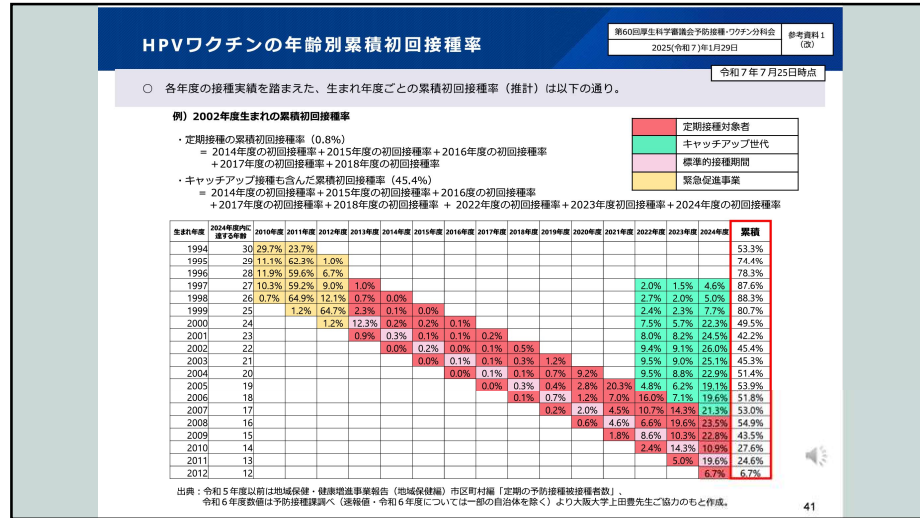 HPVワクチンの年齢別累積初回接種率
第60回厚生科学審議会予防接種・ワクチン分科会
2025(令和7)年1月29日
参考資料1
(改)
令和7年7月25日時点
○ 各年度の接種実績を踏まえた、生まれ年度ごとの累積初回接種率（推計）は以下の通り。
例）2002年度生まれの累積初回接種率
・定期接種の累積初回接種率（0.8%）
= 2014年度の初回接種率＋2015年度の初回接種率＋2016年度の初回接種率
＋2017年度の初回接種率＋2018年度の初回接種率
・キャッチアップ接種も含んだ累積初回接種率（45.4%）
= 2014年度の初回接種率＋2015年度の初回接種率＋2016度の初回接種率
＋2017年度の初回接種率＋2018年度の初回接種率 ＋ 2022年度の初回接種率＋2023年度初回接種率＋2024年度の初回接種率
定期接種対象者
キャッチアップ世代
標準的接種期間
緊急促進事業
生まれ年度 2024年度内に達する年齢 2010年度 2011年度 2012年度 2013年度 2014年度 2015年度 2016年度 2017年度 2018年度 2019年度 2020年度 2021年度 2022年度 2023年度 2024年度 累積
1994 30 29.7% 23.7% 53.3%
1995 29 11.1% 62.3% 1.0% 74.4%
1996 28 11.9% 59.6% 6.7% 78.3%
1997 27 10.3% 59.2% 9.0% 1.0% 2.0% 1.5% 4.6% 87.6%
1998 26 0.7% 64.9% 12.1% 0.7% 0.0% 2.7% 2.0% 5.0% 88.3%
1999 25 1.2% 64.7% 2.3% 0.1% 0.0% 2.4% 2.3% 7.7% 80.7%
2000 24 1.2% 12.3% 0.2% 0.2% 0.1% 7.5% 5.7% 22.3% 49.5%
2001 23 0.9% 0.3% 0.1% 0.1% 0.2% 8.0% 8.2% 24.5% 42.2%
2002 22 0.0% 0.2% 0.0% 0.1% 0.5% 9.4% 9.1% 26.0% 45.4%
2003 21 0.0% 0.1% 0.1% 0.3% 1.2% 9.5% 9.0% 25.1% 45.3%
2004 20 0.0% 0.1% 0.1% 0.7% 9.2% 9.5% 8.8% 22.9% 51.4%
2005 19 0.0% 0.3% 0.4% 2.8% 20.3% 4.8% 6.2% 19.1% 53.9%
2006 18 0.1% 0.7% 1.2% 7.0% 16.0% 7.1% 19.6% 51.8%
2007 17 0.2% 2.0% 4.5% 10.7% 14.3% 21.3% 53.0%
2008 16 0.6% 4.6% 6.6% 19.6% 23.5% 54.9%
2009 15 1.8% 8.6% 10.3% 22.8% 43.5%
2010 14 2.4% 14.3% 10.9% 27.6%
2011 13 5.0% 19.6% 24.6%
2012 12 6.7% 6.7%
出典：令和5年度以前は地域保健・健康増進事業報告（地域保健編）市区町村編「定期の予防接種被接種者数」、
令和6年度数値は予防接種課調べ（速報値・令和6年度については一部の自治体を除く）より大阪大学上田豊先生ご協力のもと作成。
41